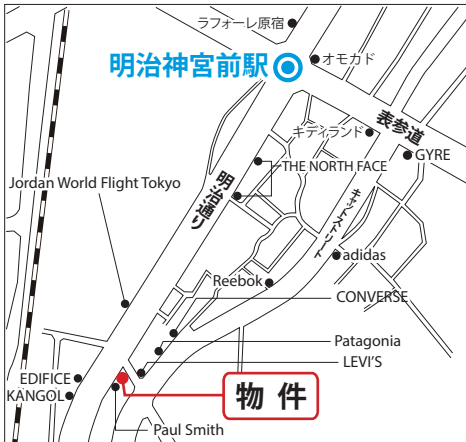 ラフォーレ原宿
オモカド
明治神宮前駅
表参道
キディランド
GYRE
THE NORTH FACE
Jordan World Flight Tokyo
明治通り
キャットストリート
adidas
Reebok
CONVERSE
Patagonia
LEVI'S
EDIFICE
KANGOL
物件
Paul Smith